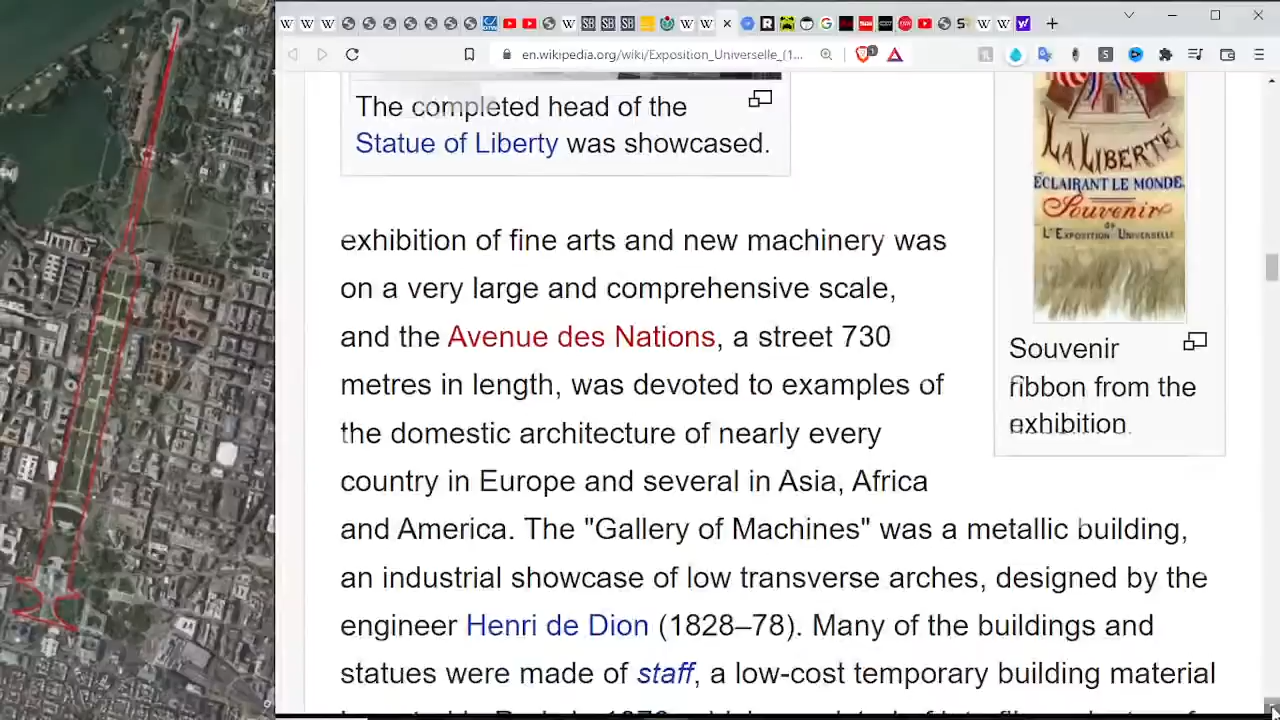 en.wikipedia.org/wiki/Exposition_Universelle_(1...
The completed head of the
Statue of Liberty was showcased.
LA LIBERTÉ
ÉCLAIRANT LE MONDE
Souvenir
DE
L'EXPOSITION UNIVERSELLE
Souvenir
ribbon from the
exhibition.
exhibition of fine arts and new machinery was
on a very large and comprehensive scale,
and the Avenue des Nations, a street 730
metres in length, was devoted to examples of
the domestic architecture of nearly every
country in Europe and several in Asia, Africa
and America. The "Gallery of Machines" was a metallic building,
an industrial showcase of low transverse arches, designed by the
engineer Henri de Dion (1828–78). Many of the buildings and
statues were made of staff, a low-cost temporary building material